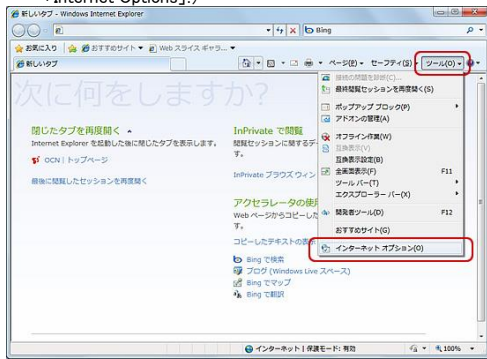 「Internet Options」.)
新しいタブ - Windows Internet Explorer
Bing
お気に入り おすすめサイト Web スライス ギャラ...
新しいタブ
ページ(P) セーフティ(S) ツール(O)
次に何をしますか?
接続の問題を診断(C)...
最終閲覧セッションを再度開く(S)
ポップアップ ブロック(P)
アドオンの管理(A)
オフライン作業(W)
互換表示(V)
互換表示設定(B)
全画面表示(F) F11
ツール バー(T)
エクスプローラー バー(X)
開発者ツール(D) F12
おすすめサイト(G)
インターネット オプション(O)
閉じたタブを再度開く
Internet Explorer を起動した後に閉じたタブを表示します。
OCN | トップページ
最後に閲覧したセッションを再度開く
InPrivate で閲覧
閲覧セッションに関するデー
す。
InPrivate ブラウズ ウィン
アクセラレータの使用
Web ページからコピーした
す。
コピーしたテキストの表示
Bing で検索
ブログ (Windows Live スペース)
Bing でマップ
Bing で翻訳
インターネット | 保護モード: 有効
100%